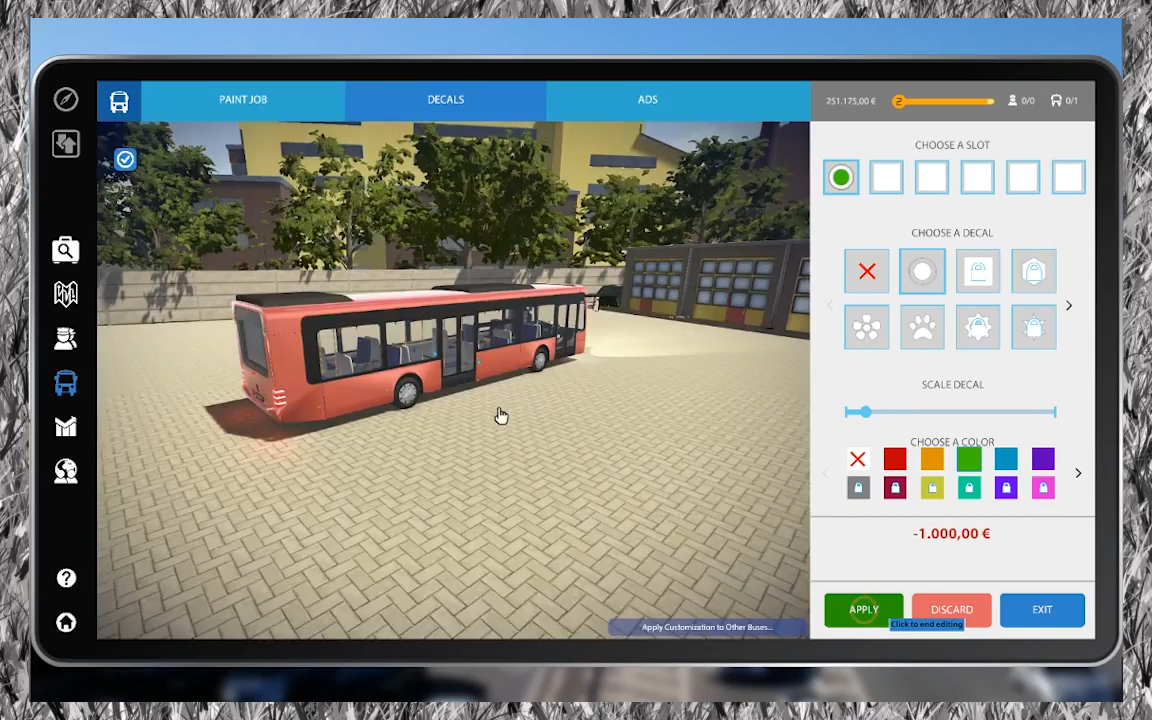 PAINT JOB
DECALS
ADS
251.175,00 €
2
0/0
0/1
CHOOSE A SLOT
CHOOSE A DECAL
SCALE DECAL
CHOOSE A COLOR
-1.000,00 €
APPLY
DISCARD
EXIT
Click to end editing
Apply Customization to Other Buses...
?